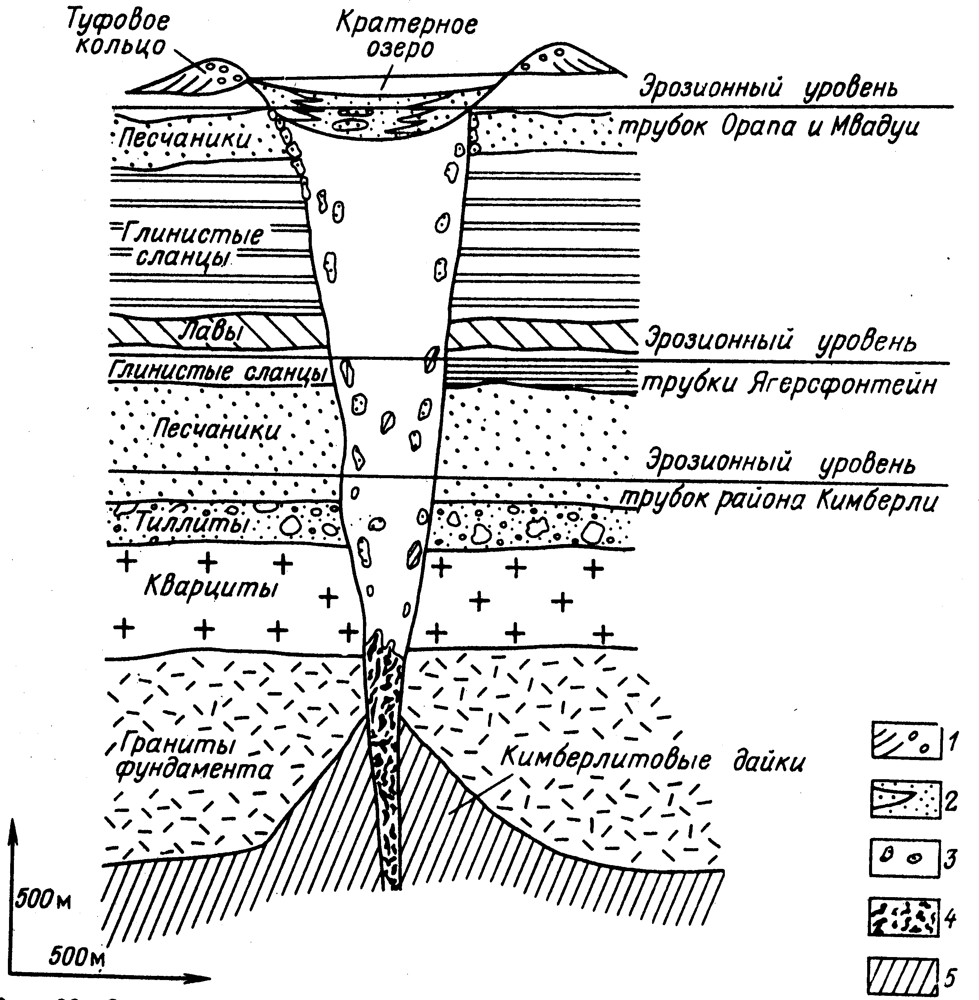 Туфовое
кольцо
Кратерное
озеро
Эрозионный уровень
трубок Орапа и Мвадуи
Песчаники
Глинистые
сланцы
Лавы
Эрозионный уровень
трубки Ягерсфонтейн
Глинистые сланцы
Песчаники
Эрозионный уровень
трубок района Кимберли
Тиллиты
Кварциты
Граниты
фундамента
Кимберлитовые дайки
1
2
3
4
5
500м
500м